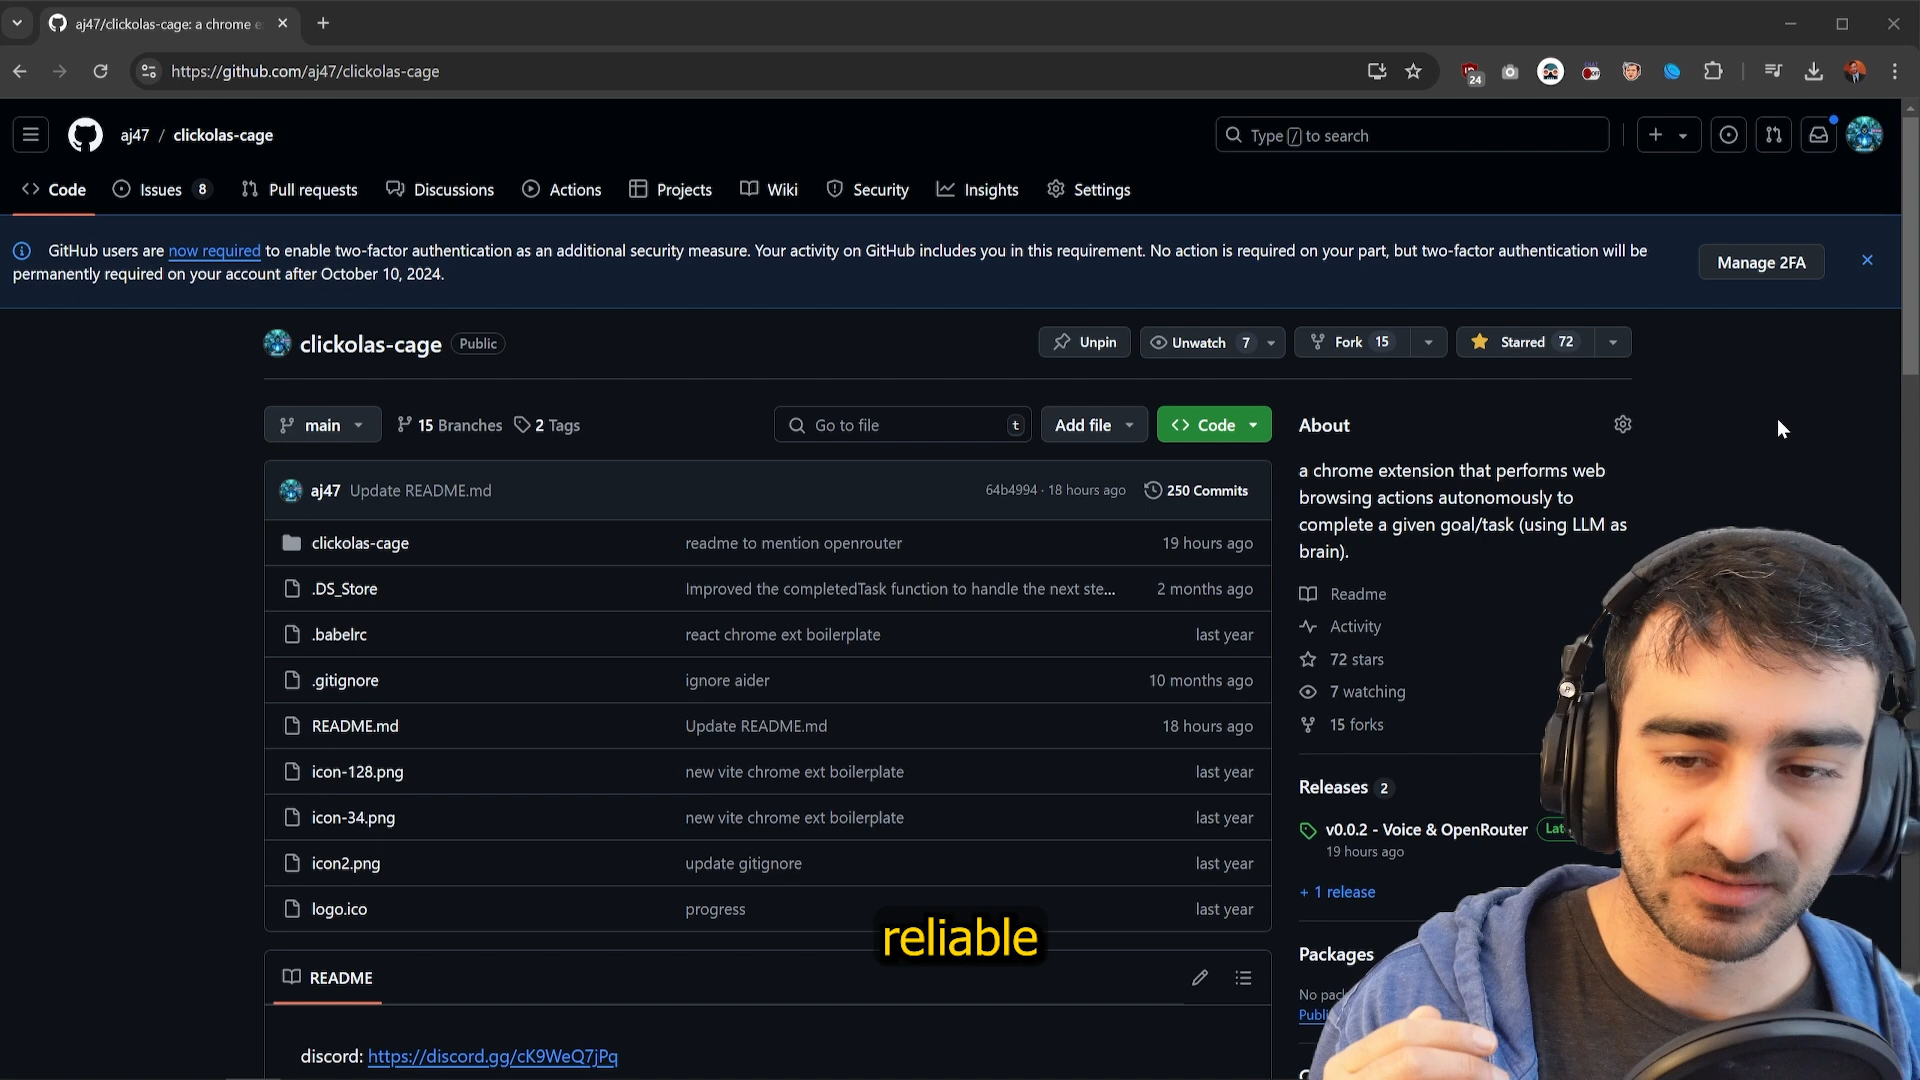 aj47/clickolas-cage: a chrome e
https://github.com/aj47/clickolas-cage
24
aj47 / clickolas-cage
Type / to search
Code
Issues 8
Pull requests
Discussions
Actions
Projects
Wiki
Security
Insights
Settings
GitHub users are now required to enable two-factor authentication as an additional security measure. Your activity on GitHub includes you in this requirement. No action is required on your part, but two-factor authentication will be
permanently required on your account after October 10, 2024.
Manage 2FA
clickolas-cage Public
Unpin
Unwatch 7
Fork 15
Starred 72
main
15 Branches
2 Tags
Go to file t
Add file
Code
About
a chrome extension that performs web
browsing actions autonomously to
complete a given goal/task (using LLM as
brain).
aj47 Update README.md 64b4994 · 18 hours ago 250 Commits
clickolas-cage readme to mention openrouter 19 hours ago
.DS_Store Improved the completedTask function to handle the next ste... 2 months ago
.babelrc react chrome ext boilerplate last year
.gitignore ignore aider 10 months ago
README.md Update README.md 18 hours ago
icon-128.png new vite chrome ext boilerplate last year
icon-34.png new vite chrome ext boilerplate last year
icon2.png update gitignore last year
logo.ico progress last year
Readme
Activity
72 stars
7 watching
15 forks
Releases 2
v0.0.2 - Voice & OpenRouter
19 hours ago
+ 1 release
reliable
Packages
README
discord: https://discord.gg/cK9WeQ7jPq